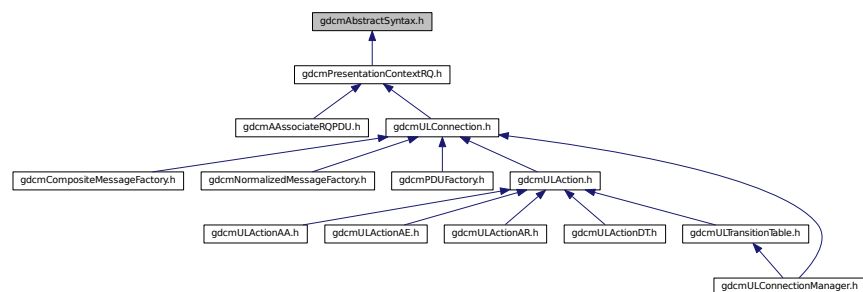 gdcmAbstractSyntax.h
gdcmPresentationContextRQ.h
gdcmAAssociateRQPDU.h
gdcmULConnection.h
gdcmCompositeMessageFactory.h
gdcmNormalizedMessageFactory.h
gdcmPDUFactory.h
gdcmULAction.h
gdcmULActionAA.h
gdcmULActionAE.h
gdcmULActionAR.h
gdcmULActionDT.h
gdcmULTransitionTable.h
gdcmULConnectionManager.h